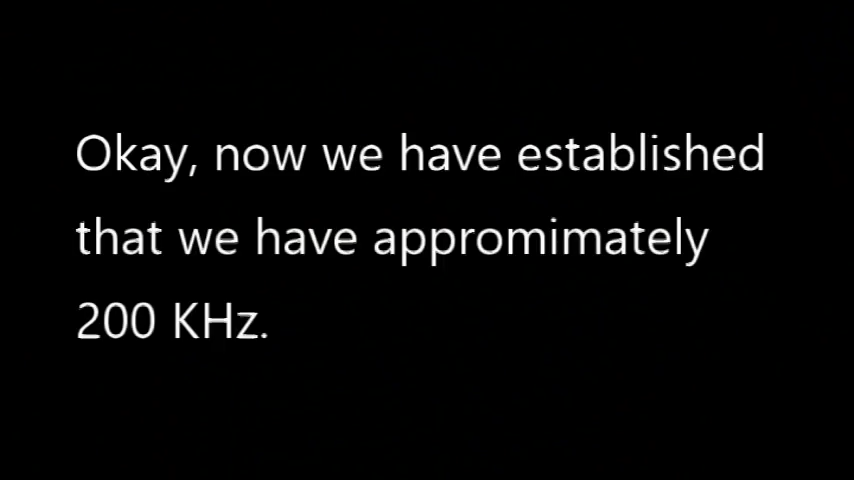 Okay, now we have established
that we have appromimately
200 KHz.